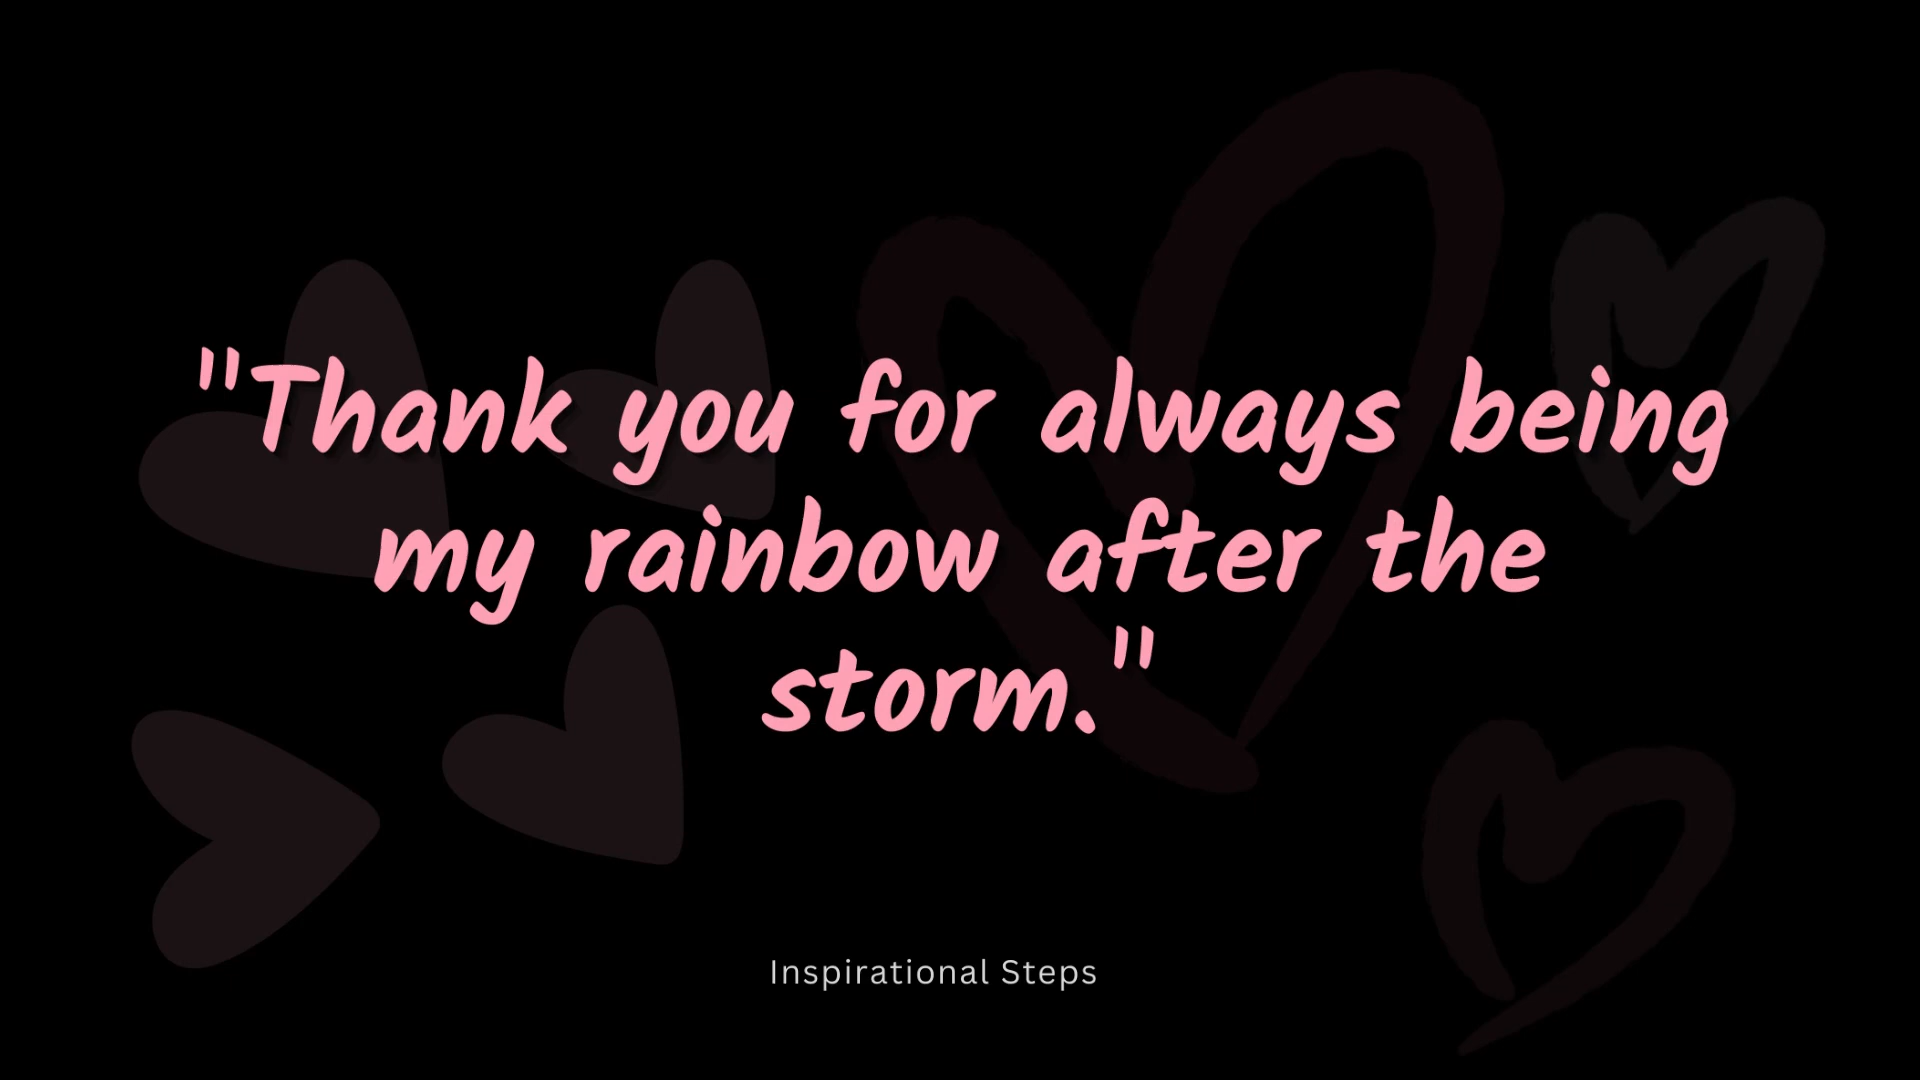 "Thank you for always being
my rainbow after the
storm."
Inspirational Steps